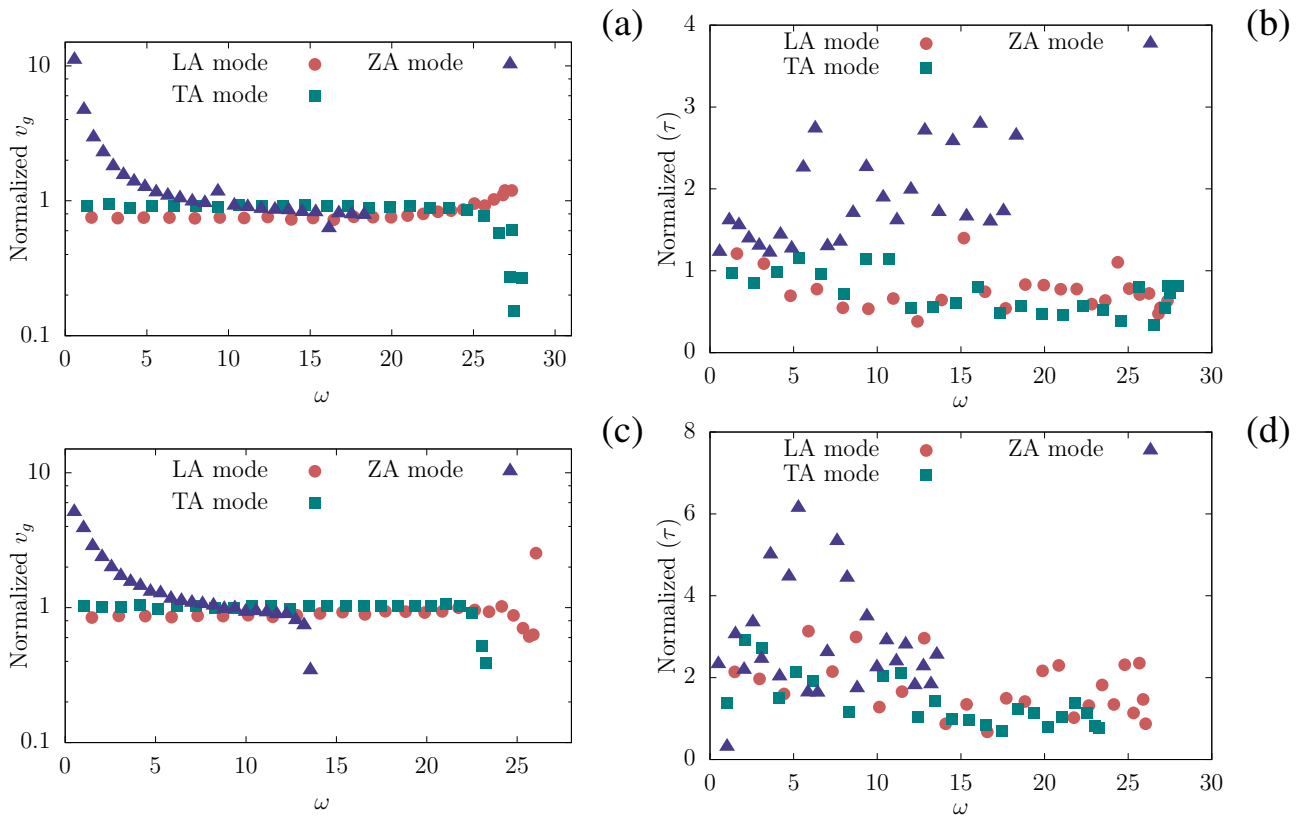 (a)
Normalized v_g
10
1
0.1
LA mode
ZA mode
TA mode
0 5 10 15 20 25 30
ω
(b)
Normalized (τ)
4
3
2
1
0
LA mode
ZA mode
TA mode
0 5 10 15 20 25 30
ω
(c)
Normalized v_g
10
1
0.1
LA mode
ZA mode
TA mode
0 5 10 15 20 25
ω
(d)
Normalized (τ)
8
6
4
2
0
LA mode
ZA mode
TA mode
0 5 10 15 20 25 30
ω